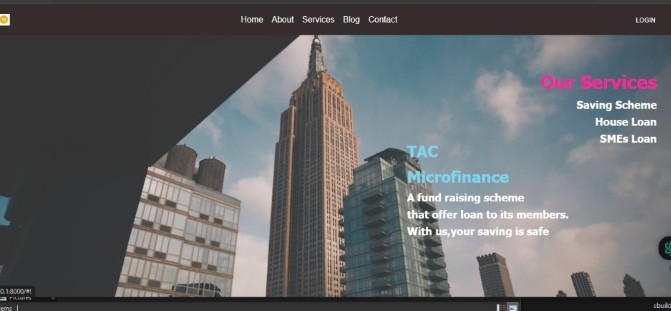 Home About Services Blog Contact
LOGIN
Our Services
Saving Scheme
House Loan
SMEs Loan
TAC
Microfinance
A fund raising scheme
that offer loan to its members.
With us,your saving is safe
0.1:8000/#!
Pictures
ems
sbuild